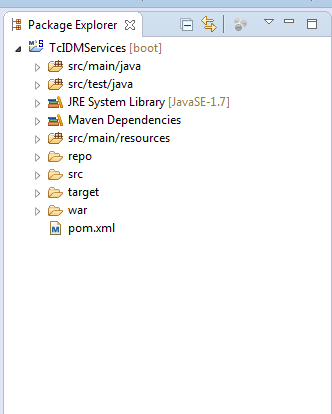 Package Explorer
TcIDMServices [boot]
src/main/java
src/test/java
JRE System Library [JavaSE-1.7]
Maven Dependencies
src/main/resources
repo
src
target
war
pom.xml